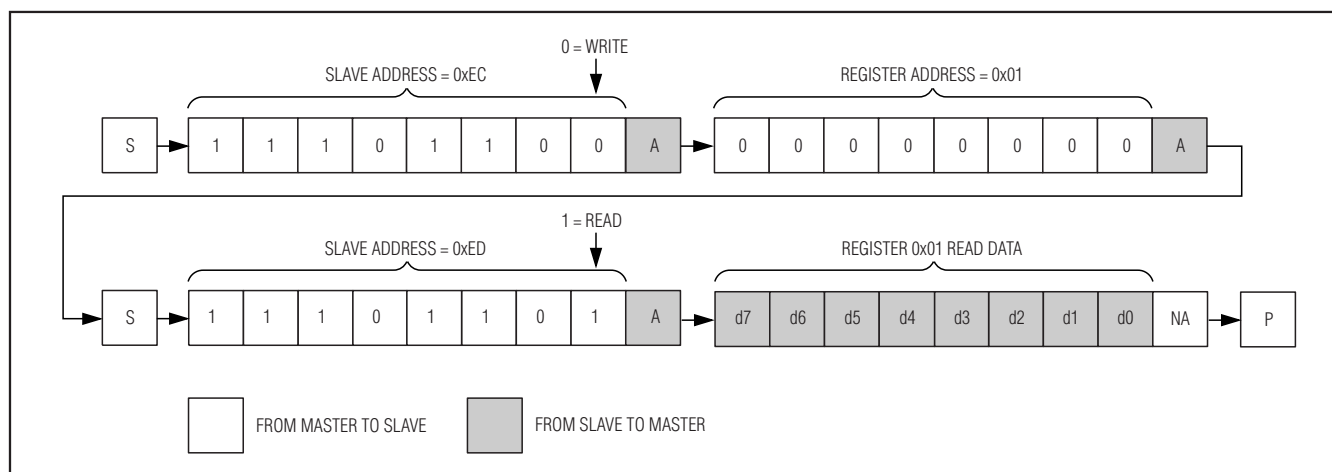 0 = WRITE
SLAVE ADDRESS = 0xEC
REGISTER ADDRESS = 0x01
S 1 1 1 0 1 1 0 0 A 0 0 0 0 0 0 0 0 A
1 = READ
SLAVE ADDRESS = 0xED
REGISTER 0x01 READ DATA
S 1 1 1 0 1 1 0 1 A d7 d6 d5 d4 d3 d2 d1 d0 NA P
FROM MASTER TO SLAVE
FROM SLAVE TO MASTER